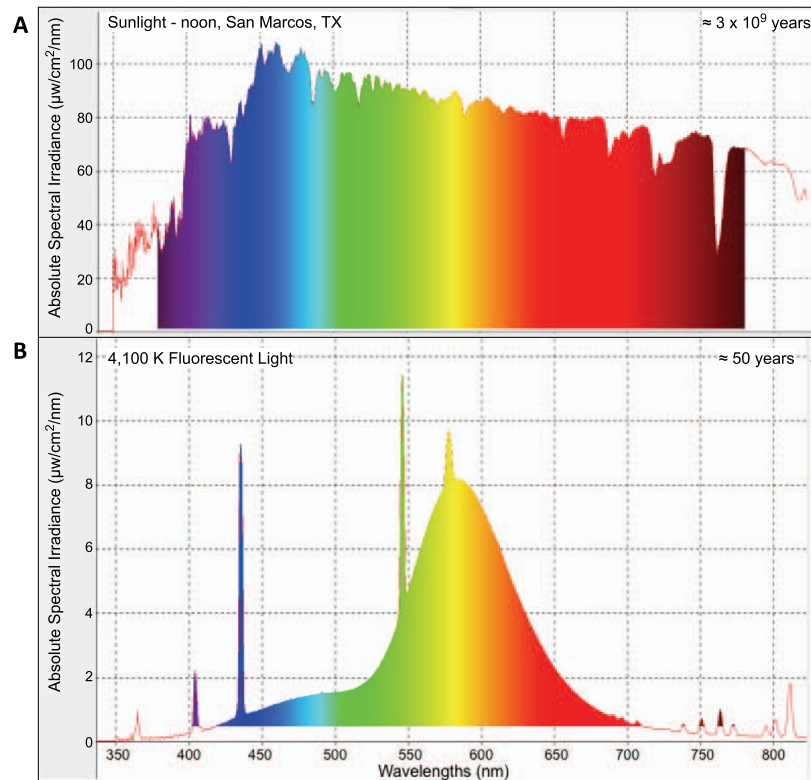 A
Sunlight - noon, San Marcos, TX
≈ 3 x 10⁹ years
Absolute Spectral Irradiance (µw/cm²/nm)
100
80
60
40
20
0
B
4,100 K Fluorescent Light
≈ 50 years
Absolute Spectral Irradiance (µw/cm²/nm)
12
10
8
6
4
2
0
350 400 450 500 550 600 650 700 750 800
Wavelengths (nm)